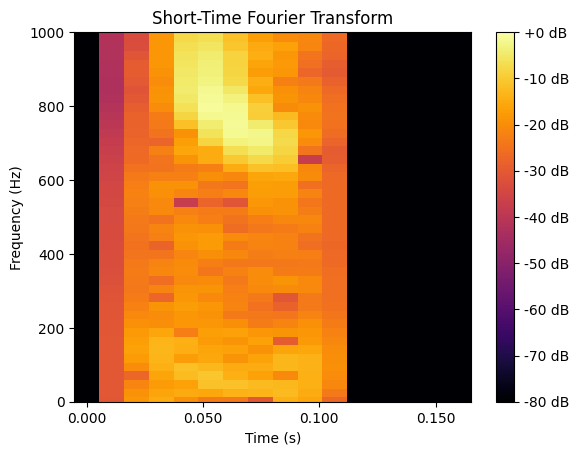 Short-Time Fourier Transform
1000
800
600
400
200
0
Frequency (Hz)
0.000
0.050
0.100
0.150
Time (s)
+0 dB
-10 dB
-20 dB
-30 dB
-40 dB
-50 dB
-60 dB
-70 dB
-80 dB